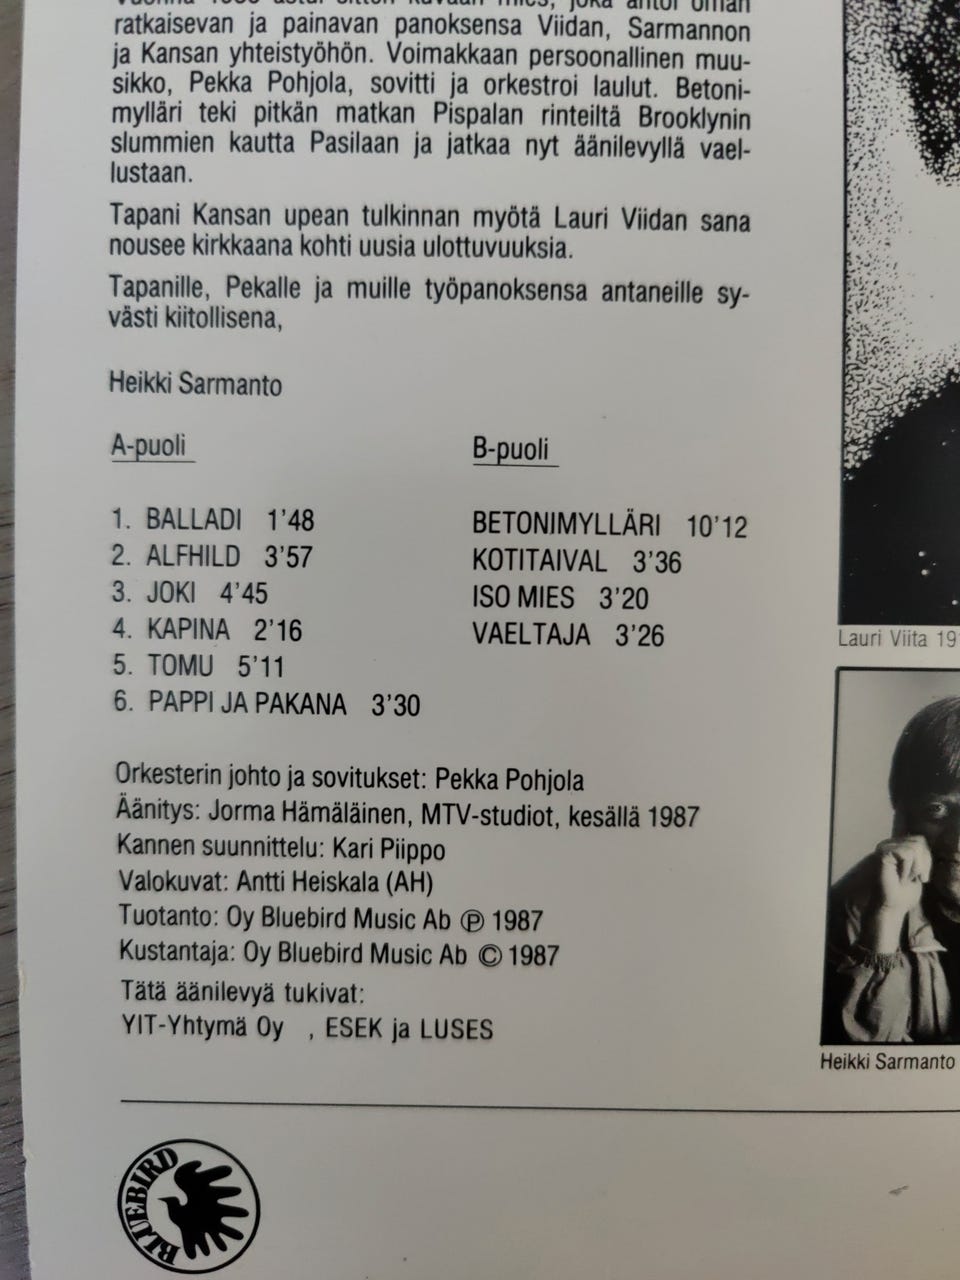 ratkaisevan ja painavan panoksensa Viidan, Sarmannon
ja Kansan yhteistyöhön. Voimakkaan persoonallinen muu-
sikko, Pekka Pohjola, sovitti ja orkestroi laulut. Betoni-
mylläri teki pitkän matkan Pispalan rinteiltä Brooklynin
slummien kautta Pasilaan ja jatkaa nyt äänilevyllä vael-
lustaan.
Tapani Kansan upean tulkinnan myötä Lauri Viidan sana
nousee kirkkaana kohti uusia ulottuvuuksia.
Tapanille, Pekalle ja muille työpanoksensa antaneille sy-
västi kiitollisena,
Heikki Sarmanto
A-puoli
1. BALLADI 1'48
2. ALFHILD 3'57
3. JOKI 4'45
4. KAPINA 2'16
5. TOMU 5'11
6. PAPPI JA PAKANA 3'30
B-puoli
BETONIMYLLÄRI 10'12
KOTITAIVAL 3'36
ISO MIES 3'20
VAELTAJA 3'26
Orkesterin johto ja sovitukset: Pekka Pohjola
Äänitys: Jorma Hämäläinen, MTV-studiot, kesällä 1987
Kannen suunnittelu: Kari Piippo
Valokuvat: Antti Heiskala (AH)
Tuotanto: Oy Bluebird Music Ab ℗ 1987
Kustantaja: Oy Bluebird Music Ab © 1987
Tätä äänilevyä tukivat:
YIT-Yhtymä Oy , ESEK ja LUSES
Lauri Viita
Heikki Sarmanto
BLUEBIRD